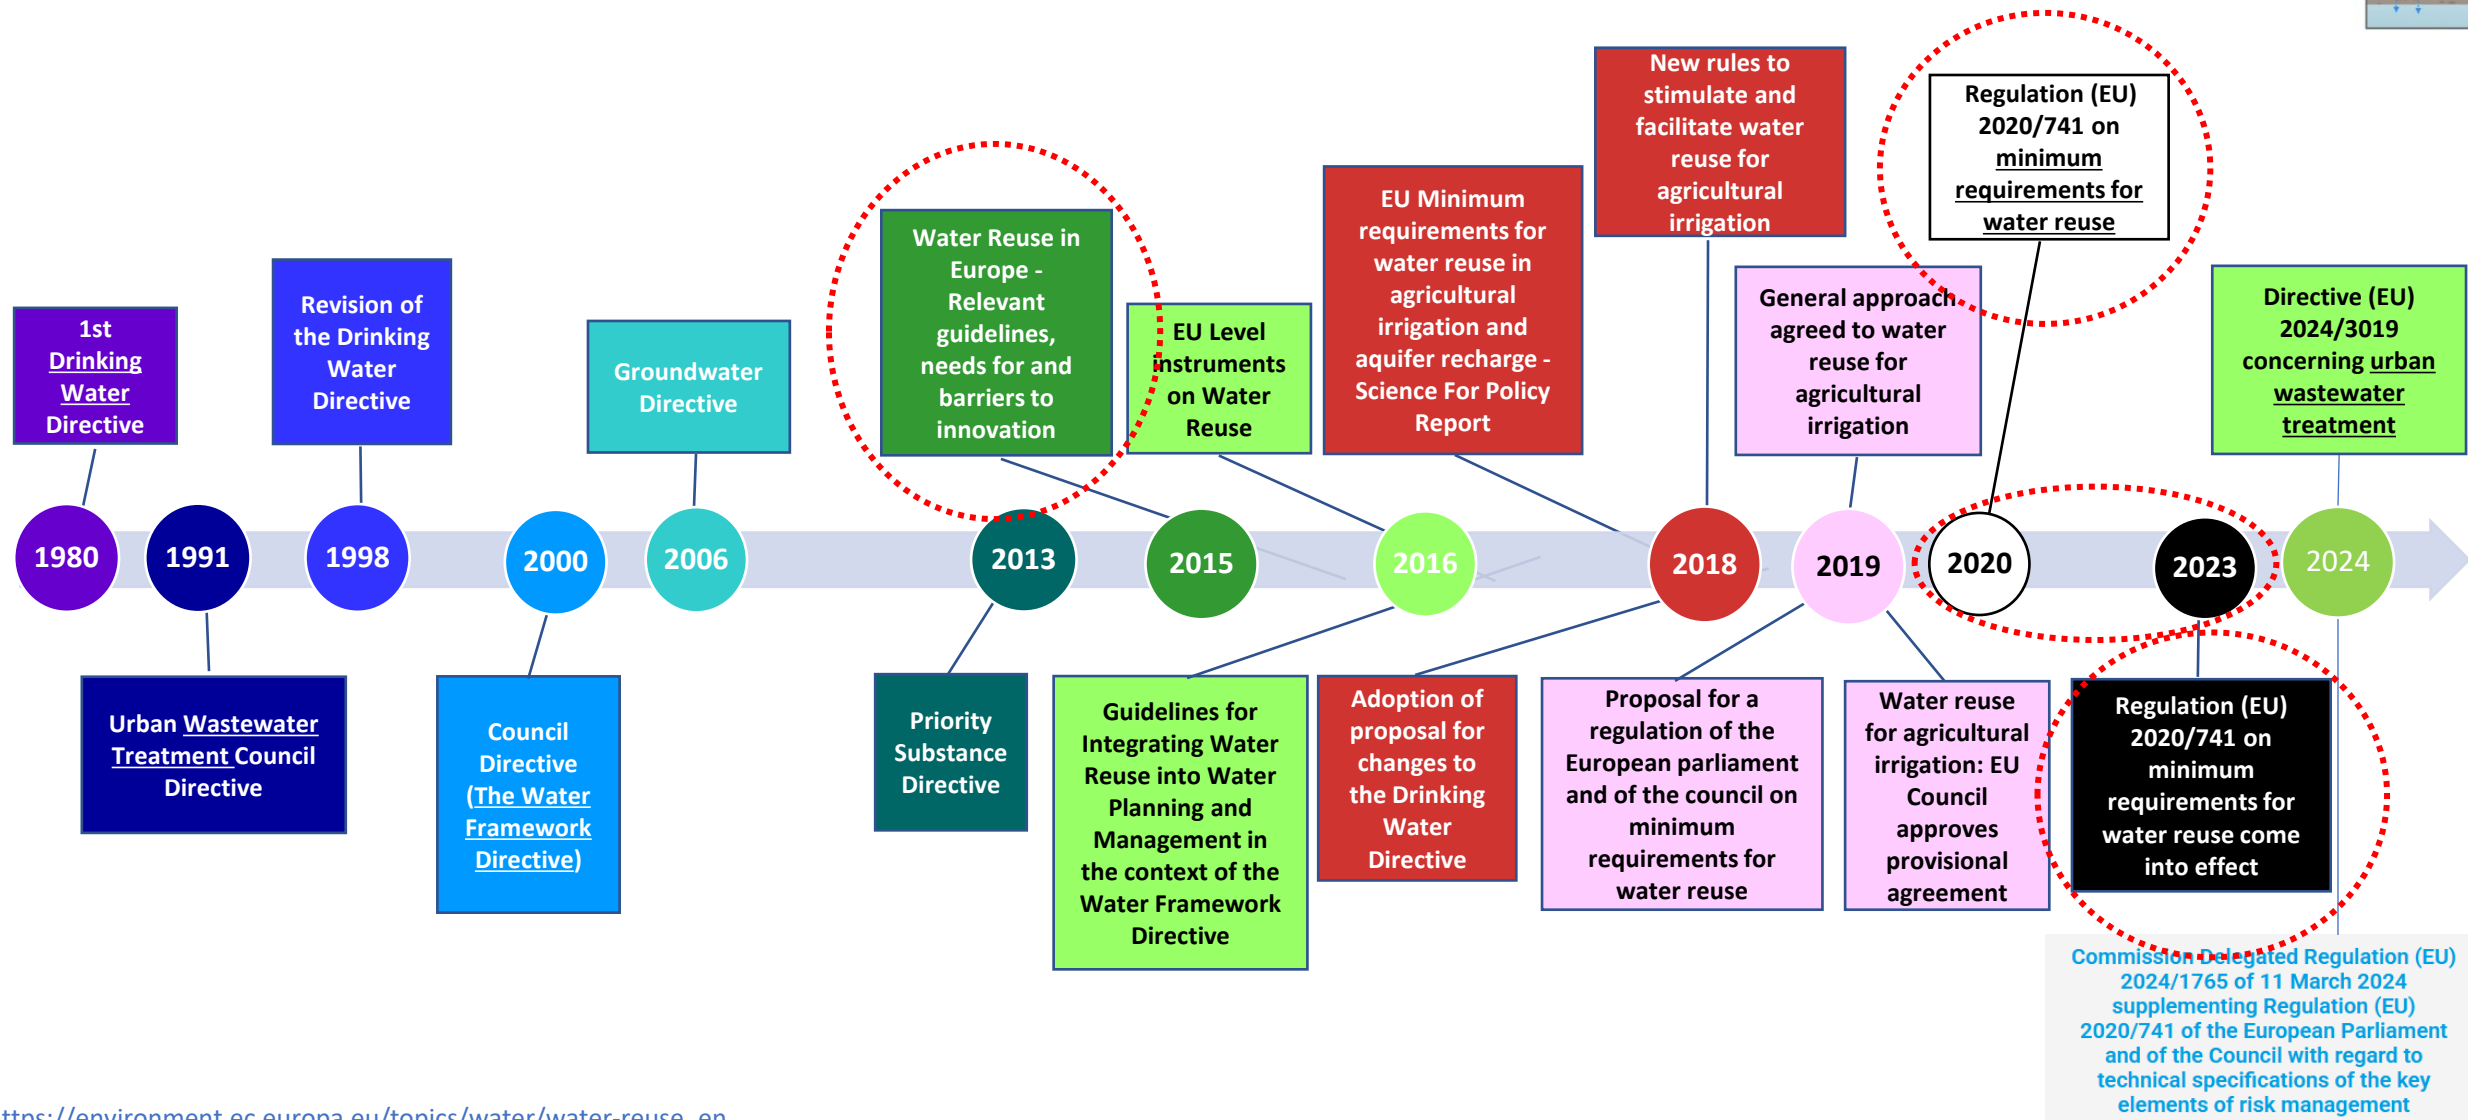 1st
Drinking
Water
Directive
Revision of
the Drinking
Water
Directive
Groundwater
Directive
Water Reuse in
Europe -
Relevant
guidelines,
needs for and
barriers to
innovation
EU Level
instruments
on Water
Reuse
EU Minimum
requirements for
water reuse in
agricultural
irrigation and
aquifer recharge -
Science For Policy
Report
New rules to
stimulate and
facilitate water
reuse for
agricultural
irrigation
General approach
agreed to water
reuse for
agricultural
irrigation
Regulation (EU)
2020/741 on
minimum
requirements for
water reuse
Directive (EU)
2024/3019
concerning urban
wastewater
treatment
1980
1991
1998
2000
2006
2013
2015
2016
2018
2019
2020
2023
2024
Urban Wastewater
Treatment Council
Directive
Council
Directive
(The Water
Framework
Directive)
Priority
Substance
Directive
Guidelines for
Integrating Water
Reuse into Water
Planning and
Management in
the context of the
Water Framework
Directive
Adoption of
proposal for
changes to
the Drinking
Water
Directive
Proposal for a
regulation of the
European parliament
and of the council on
minimum
requirements for
water reuse
Water reuse
for agricultural
irrigation: EU
Council
approves
provisional
agreement
Regulation (EU)
2020/741 on
minimum
requirements for
water reuse come
into effect
Commission Delegated Regulation (EU)
2024/1765 of 11 March 2024
supplementing Regulation (EU)
2020/741 of the European Parliament
and of the Council with regard to
technical specifications of the key
elements of risk management
ttps://environment.ec.europa.eu/topics/water/water-reuse_en